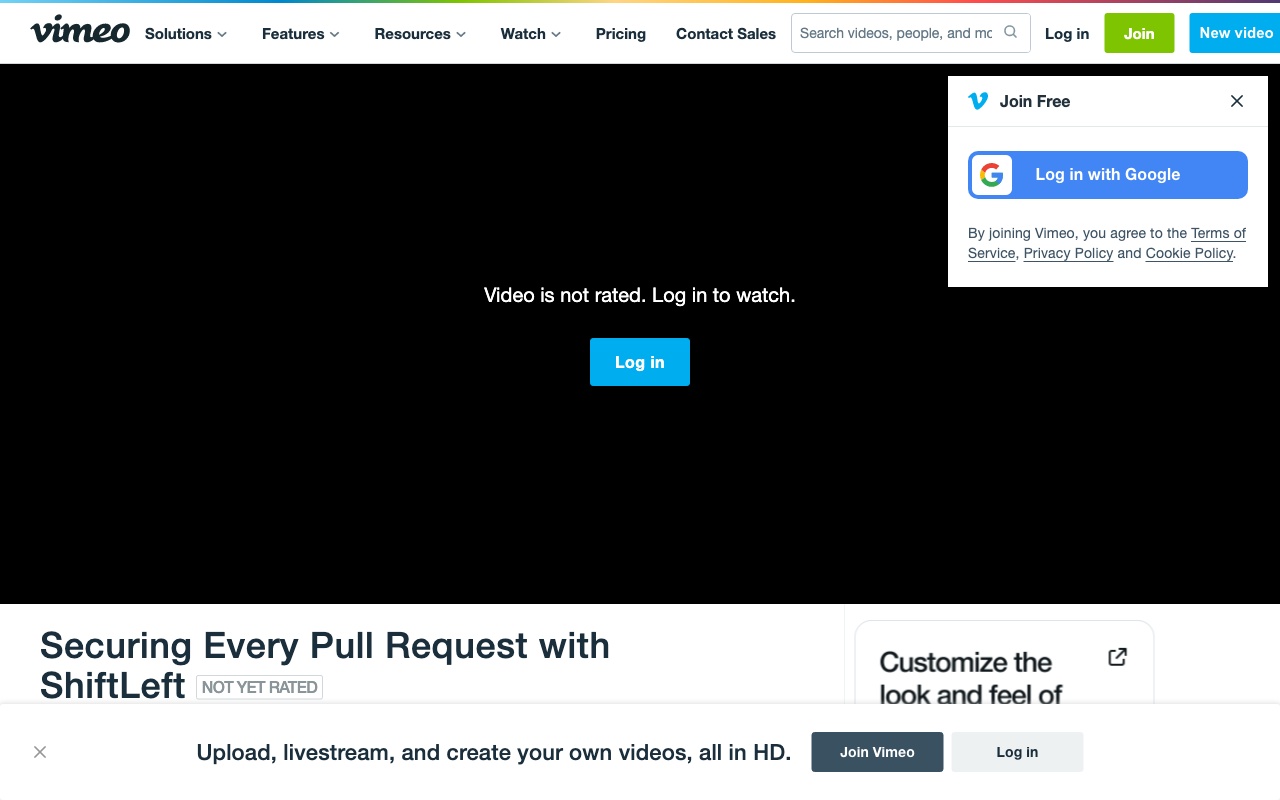 vimeo Solutions Features Resources Watch Pricing Contact Sales Search videos, people, and mc Log in Join New video
Join Free
Log in with Google
By joining Vimeo, you agree to the Terms of
Service, Privacy Policy and Cookie Policy.
Video is not rated. Log in to watch.
Log in
Securing Every Pull Request with
ShiftLeft NOT YET RATED
Customize the
look and feel of
Upload, livestream, and create your own videos, all in HD. Join Vimeo Log in